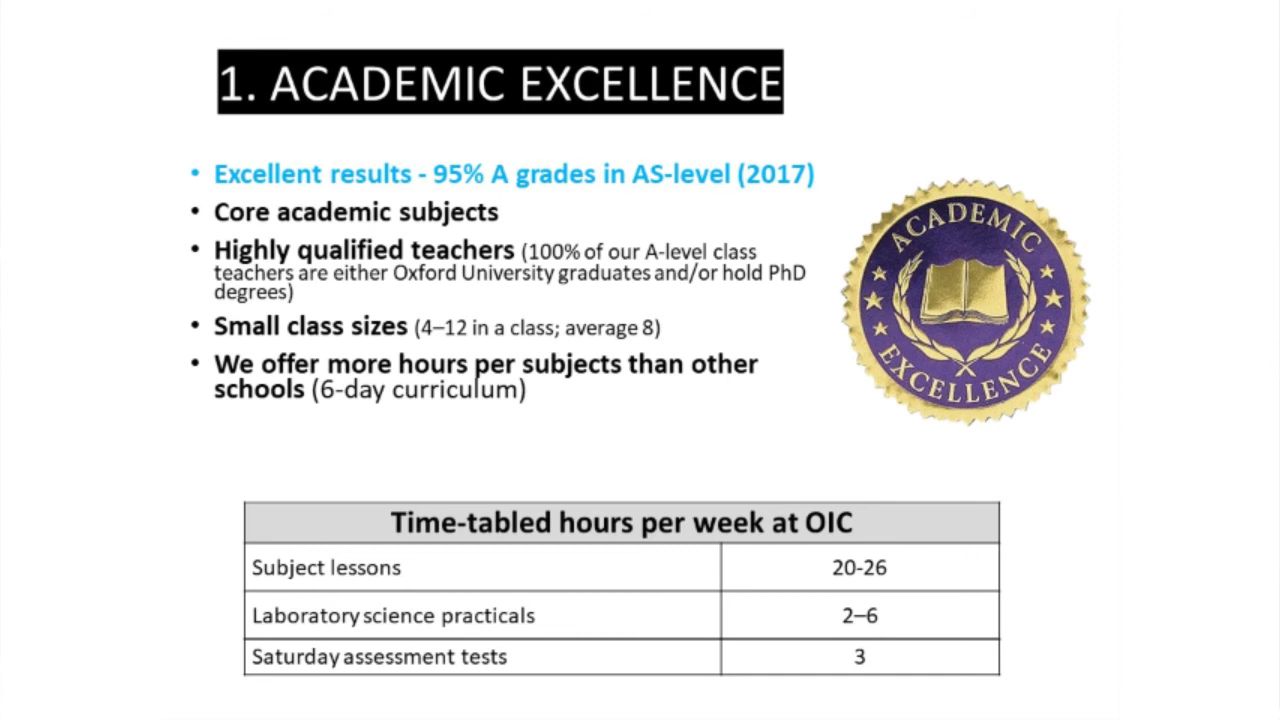 1. ACADEMIC EXCELLENCE
• Excellent results - 95% A grades in AS-level (2017)
• Core academic subjects
• Highly qualified teachers (100% of our A-level class
teachers are either Oxford University graduates and/or hold PhD
degrees)
• Small class sizes (4–12 in a class; average 8)
• We offer more hours per subjects than other
schools (6-day curriculum)
ACADEMIC
EXCELLENCE
Time-tabled hours per week at OIC
Subject lessons 20-26
Laboratory science practicals 2–6
Saturday assessment tests 3